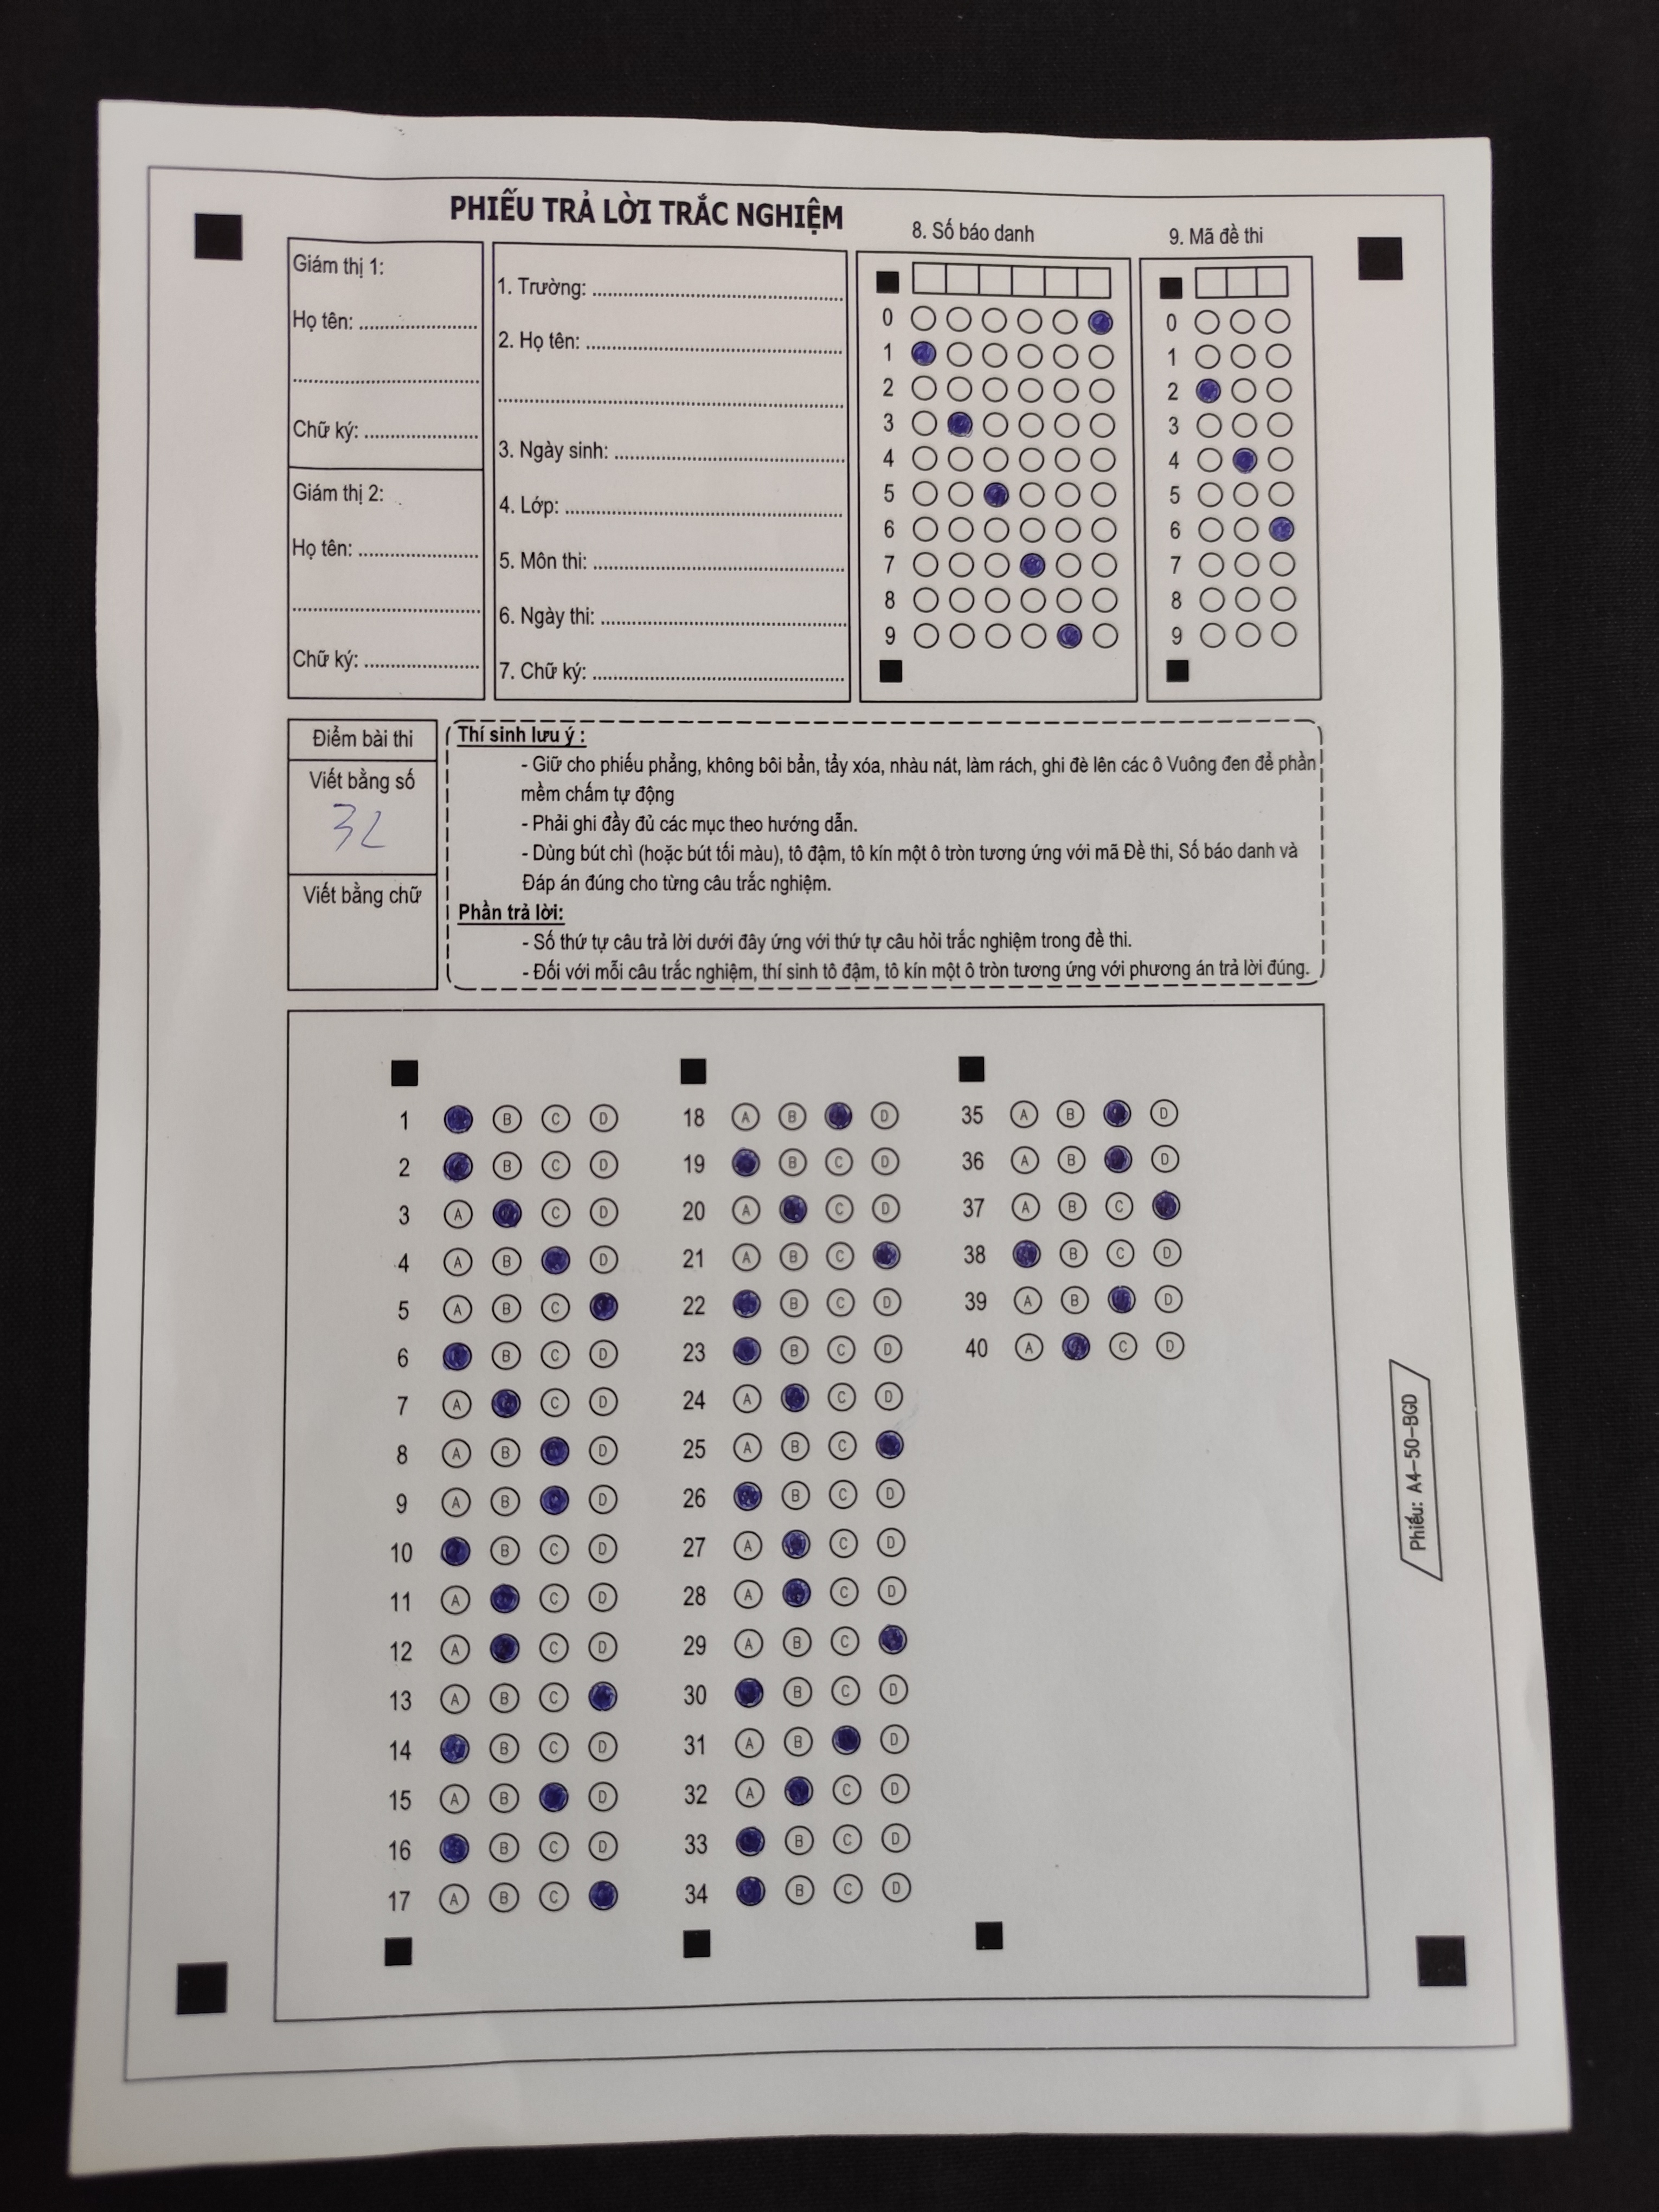 PHIẾU TRẢ LỜI TRẮC NGHIỆM
Giám thị 1:
Họ tên: ........................
........................
Chữ ký: ........................
Giám thị 2:
Họ tên: ........................
........................
Chữ ký: ........................
1. Trường: ........................
2. Họ tên: ........................
........................
3. Ngày sinh: ........................
4. Lớp: ........................
5. Môn thi: ........................
6. Ngày thi: ........................
7. Chữ ký: ........................
8. Số báo danh
0
1
2
3
4
5
6
7
8
9
9. Mã đề thi
0
1
2
3
4
5
6
7
8
9
Điểm bài thi
Viết bằng số
32
Viết bằng chữ
Thí sinh lưu ý :
- Giữ cho phiếu phẳng, không bôi bẩn, tẩy xóa, nhàu nát, làm rách, ghi đè lên các ô Vuông đen để phần
mềm chấm tự động
- Phải ghi đầy đủ các mục theo hướng dẫn.
- Dùng bút chì (hoặc bút tối màu), tô đậm, tô kín một ô tròn tương ứng với mã Đề thi, Số báo danh và
Đáp án đúng cho từng câu trắc nghiệm.
Phần trả lời:
- Số thứ tự câu trả lời dưới đây ứng với thứ tự câu hỏi trắc nghiệm trong đề thi.
- Đối với mỗi câu trắc nghiệm, thí sinh tô đậm, tô kín một ô tròn tương ứng với phương án trả lời đúng.
1 B C D
2 B C D
3 A C D
4 A B D
5 A B C
6 B C D
7 A C D
8 A B D
9 A B D
10 B C D
11 A C D
12 A C D
13 A B C
14 B C D
15 A B D
16 B C D
17 A B C
18 A B D
19 B C D
20 A C D
21 A B C
22 B C D
23 B C D
24 A C D
25 A B C
26 B C D
27 A C D
28 A C D
29 A B C
30 B C D
31 A B D
32 A C D
33 B C D
34 B C D
35 A B D
36 A B D
37 A B C
38 B C D
39 A B D
40 A C D
Phiếu: A4-50-BGD